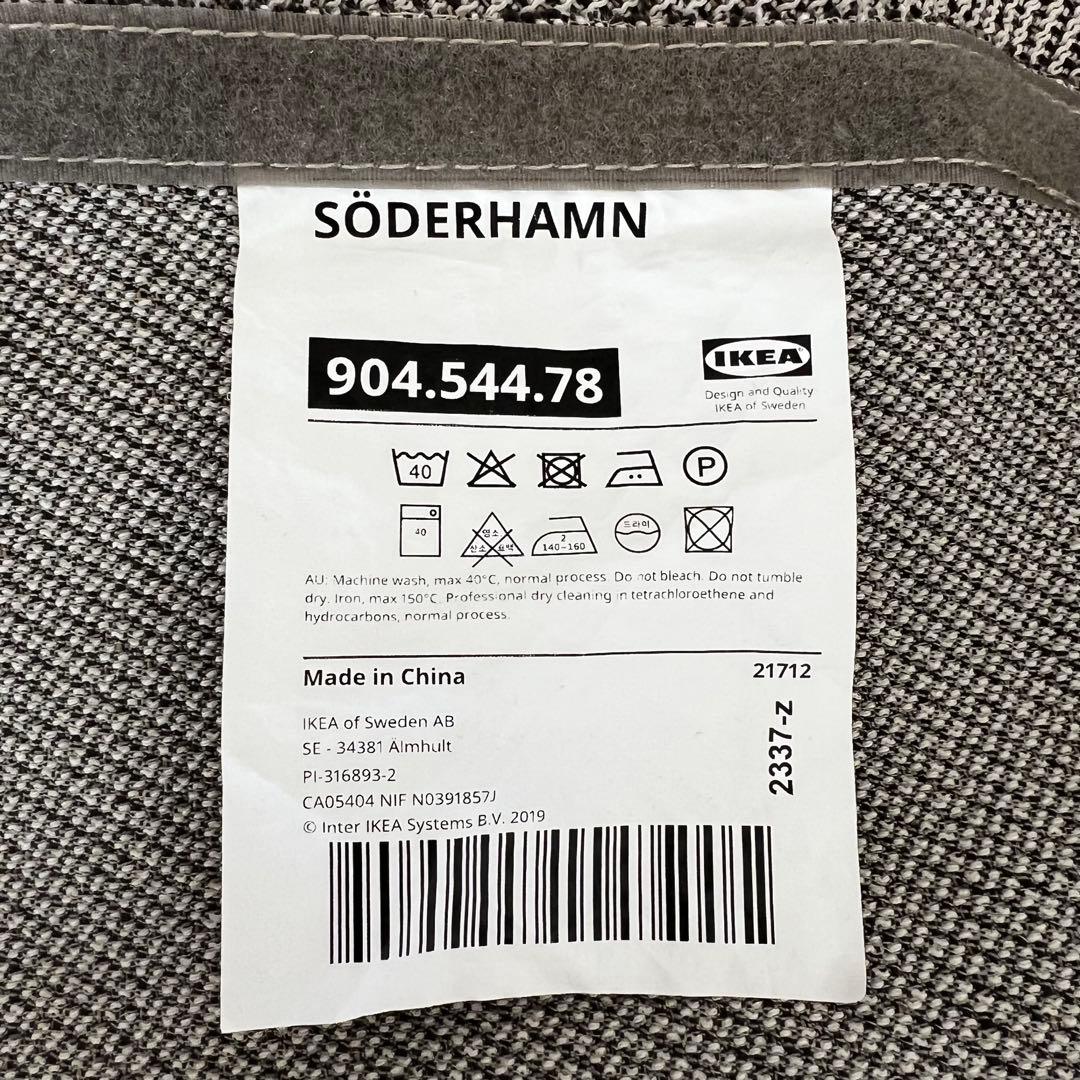 SÖDERHAMN
904.544.78
IKEA
Design and Quality
IKEA of Sweden
40
P
40
염소
산소 표백
2
140-160
드라이
AU: Machine wash, max 40°C, normal process. Do not bleach. Do not tumble
dry. Iron, max 150°C. Professional dry cleaning in tetrachloroethene and
hydrocarbons, normal process.
Made in China
21712
IKEA of Sweden AB
SE - 34381 Älmhult
PI-316893-2
CA05404 NIF N0391857J
© Inter IKEA Systems B.V. 2019
2337-z